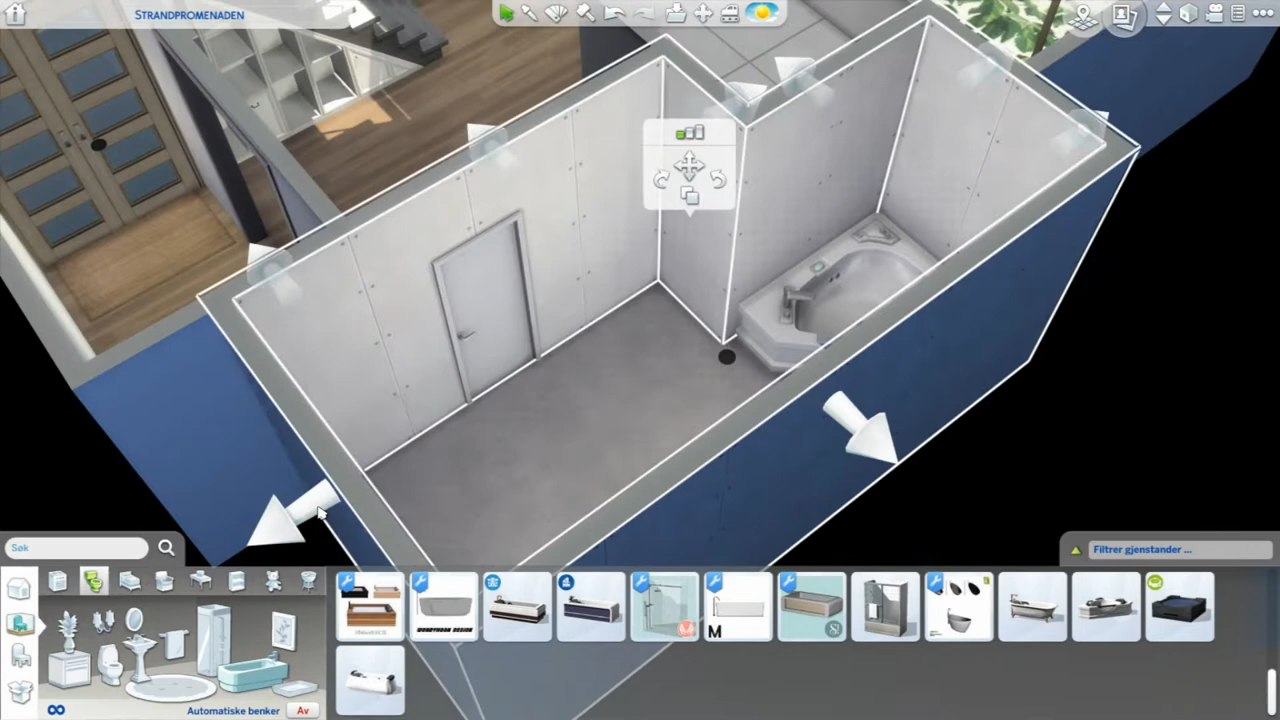 STRANDPROMENADEN
Søk
Filtrer gjenstander ...
M
Automatiske benker
Av